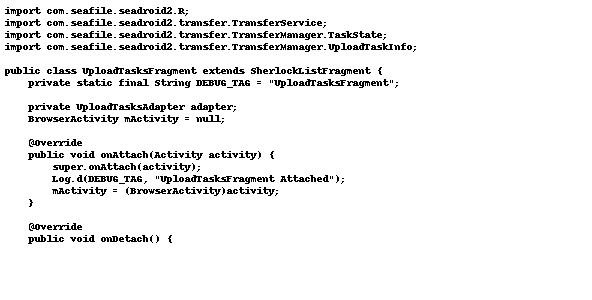 import com.seafile.seadroid2.R;
import com.seafile.seadroid2.transfer.TransferService;
import com.seafile.seadroid2.transfer.TransferManager.TaskState;
import com.seafile.seadroid2.transfer.TransferManager.UploadTaskInfo;

public class UploadTasksFragment extends SherlockListFragment {
    private static final String DEBUG_TAG = "UploadTasksFragment";

    private UploadTasksAdapter adapter;
    BrowserActivity mActivity = null;

    @Override
    public void onAttach(Activity activity) {
        super.onAttach(activity);
        Log.d(DEBUG_TAG, "UploadTasksFragment Attached");
        mActivity = (BrowserActivity)activity;
    }

    @Override
    public void onDetach() {